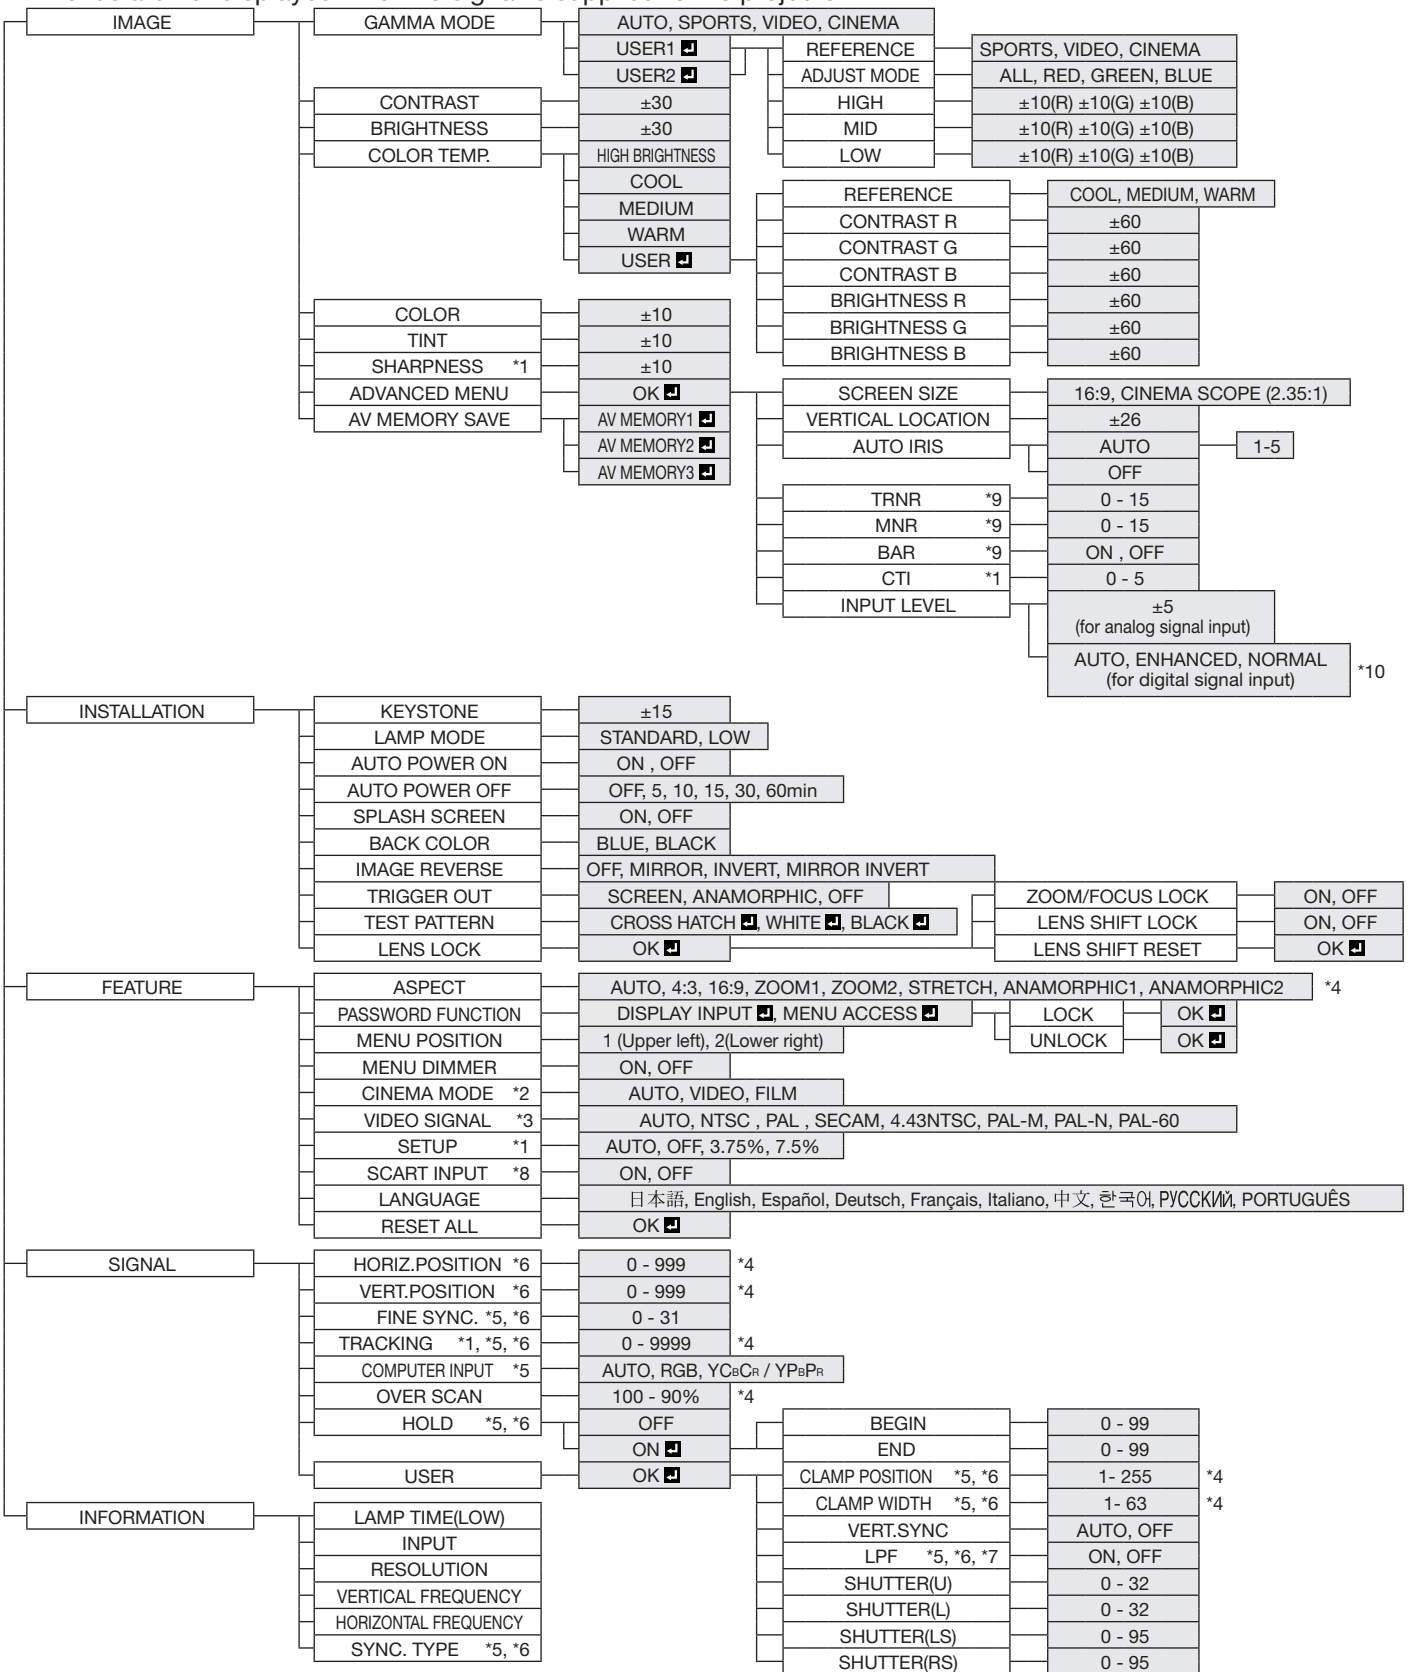 IMAGE GAMMA MODE AUTO, SPORTS, VIDEO, CINEMA
USER1 REFERENCE SPORTS, VIDEO, CINEMA
USER2 ADJUST MODE ALL, RED, GREEN, BLUE
CONTRAST ±30 HIGH ±10(R) ±10(G) ±10(B)
BRIGHTNESS ±30 MID ±10(R) ±10(G) ±10(B)
COLOR TEMP. HIGH BRIGHTNESS LOW ±10(R) ±10(G) ±10(B)
COOL REFERENCE COOL, MEDIUM, WARM
MEDIUM CONTRAST R ±60
WARM CONTRAST G ±60
USER CONTRAST B ±60
BRIGHTNESS R ±60
COLOR ±10 BRIGHTNESS G ±60
TINT ±10 BRIGHTNESS B ±60
SHARPNESS *1 ±10
ADVANCED MENU OK SCREEN SIZE 16:9, CINEMA SCOPE (2.35:1)
AV MEMORY SAVE AV MEMORY1 VERTICAL LOCATION ±26
AV MEMORY2 AUTO IRIS AUTO 1-5
AV MEMORY3 OFF
TRNR *9 0 - 15
MNR *9 0 - 15
BAR *9 ON , OFF
CTI *1 0 - 5
INPUT LEVEL ±5
(for analog signal input)
AUTO, ENHANCED, NORMAL
(for digital signal input) *10
INSTALLATION KEYSTONE ±15
LAMP MODE STANDARD, LOW
AUTO POWER ON ON , OFF
AUTO POWER OFF OFF, 5, 10, 15, 30, 60min
SPLASH SCREEN ON, OFF
BACK COLOR BLUE, BLACK
IMAGE REVERSE OFF, MIRROR, INVERT, MIRROR INVERT
TRIGGER OUT SCREEN, ANAMORPHIC, OFF ZOOM/FOCUS LOCK ON, OFF
TEST PATTERN CROSS HATCH , WHITE , BLACK LENS SHIFT LOCK ON, OFF
LENS LOCK OK LENS SHIFT RESET OK
FEATURE ASPECT AUTO, 4:3, 16:9, ZOOM1, ZOOM2, STRETCH, ANAMORPHIC1, ANAMORPHIC2 *4
PASSWORD FUNCTION DISPLAY INPUT , MENU ACCESS LOCK OK
MENU POSITION 1 (Upper left), 2(Lower right) UNLOCK OK
MENU DIMMER ON, OFF
CINEMA MODE *2 AUTO, VIDEO, FILM
VIDEO SIGNAL *3 AUTO, NTSC , PAL , SECAM, 4.43NTSC, PAL-M, PAL-N, PAL-60
SETUP *1 AUTO, OFF, 3.75%, 7.5%
SCART INPUT *8 ON, OFF
LANGUAGE 日本語, English, Español, Deutsch, Français, Italiano, 中文, 한국어, РУССКИЙ, PORTUGUÊS
RESET ALL OK
SIGNAL HORIZ.POSITION *6 0 - 999 *4
VERT.POSITION *6 0 - 999 *4
FINE SYNC. *5, *6 0 - 31
TRACKING *1, *5, *6 0 - 9999 *4
COMPUTER INPUT *5 AUTO, RGB, YCBCR / YPBPR
OVER SCAN 100 - 90% *4
HOLD *5, *6 OFF BEGIN 0 - 99
ON END 0 - 99
USER OK CLAMP POSITION *5, *6 1- 255 *4
CLAMP WIDTH *5, *6 1- 63 *4
INFORMATION LAMP TIME(LOW) VERT.SYNC AUTO, OFF
INPUT LPF *5, *6, *7 ON, OFF
RESOLUTION SHUTTER(U) 0 - 32
VERTICAL FREQUENCY SHUTTER(L) 0 - 32
HORIZONTAL FREQUENCY SHUTTER(LS) 0 - 95
SYNC. TYPE *5, *6 SHUTTER(RS) 0 - 95